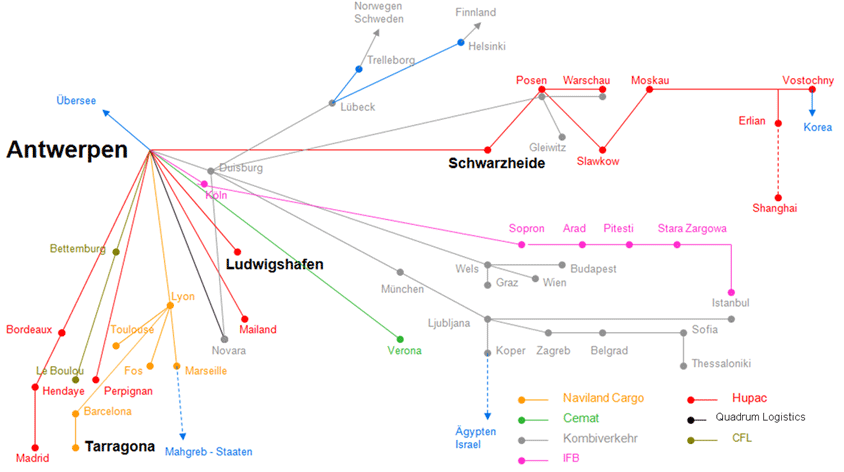 Norwegen
Schweden
Finnland
Helsinki
Trelleborg
Lübeck
Übersee
Posen
Warschau
Moskau
Vostochny
Erlian
Korea
Gleiwitz
Slawkow
Antwerpen
Schwarzheide
Duisburg
Köln
Shanghai
Sopron
Arad
Pitesti
Stara Zargowa
Bettemburg
Ludwigshafen
Wels
Budapest
Graz
Wien
München
Istanbul
Lyon
Bordeaux
Toulouse
Mailand
Ljubljana
Sofia
Novara
Verona
Koper
Zagreb
Belgrad
Thessaloniki
Le Boulou
Fos
Marseille
Hendaye
Perpignan
Barcelona
Tarragona
Madrid
Mahgreb - Staaten
Ägypten
Israel
Naviland Cargo
Hupac
Cemat
Quadrum Logistics
Kombiverkehr
CFL
IFB